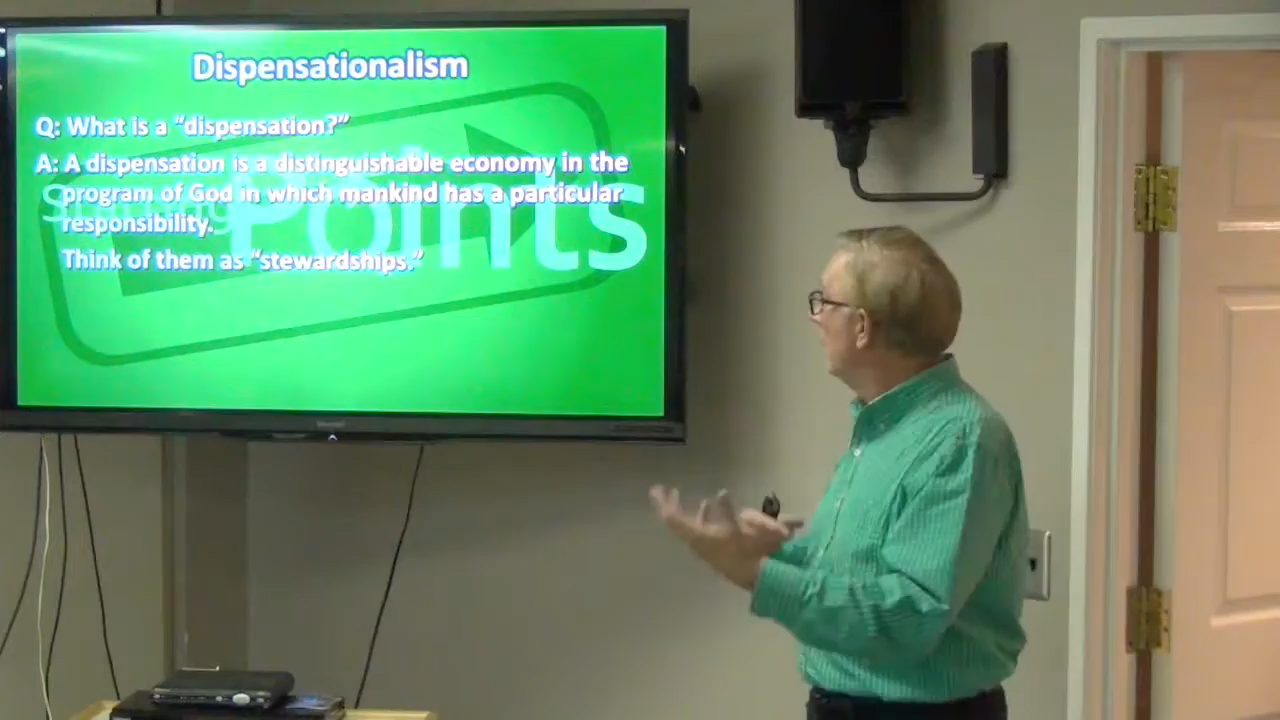 Dispensationalism
Q: What is a “dispensation?”
A: A dispensation is a distinguishable economy in the
program of God in which mankind has a particular
responsibility.
Think of them as “stewardships.”
Points